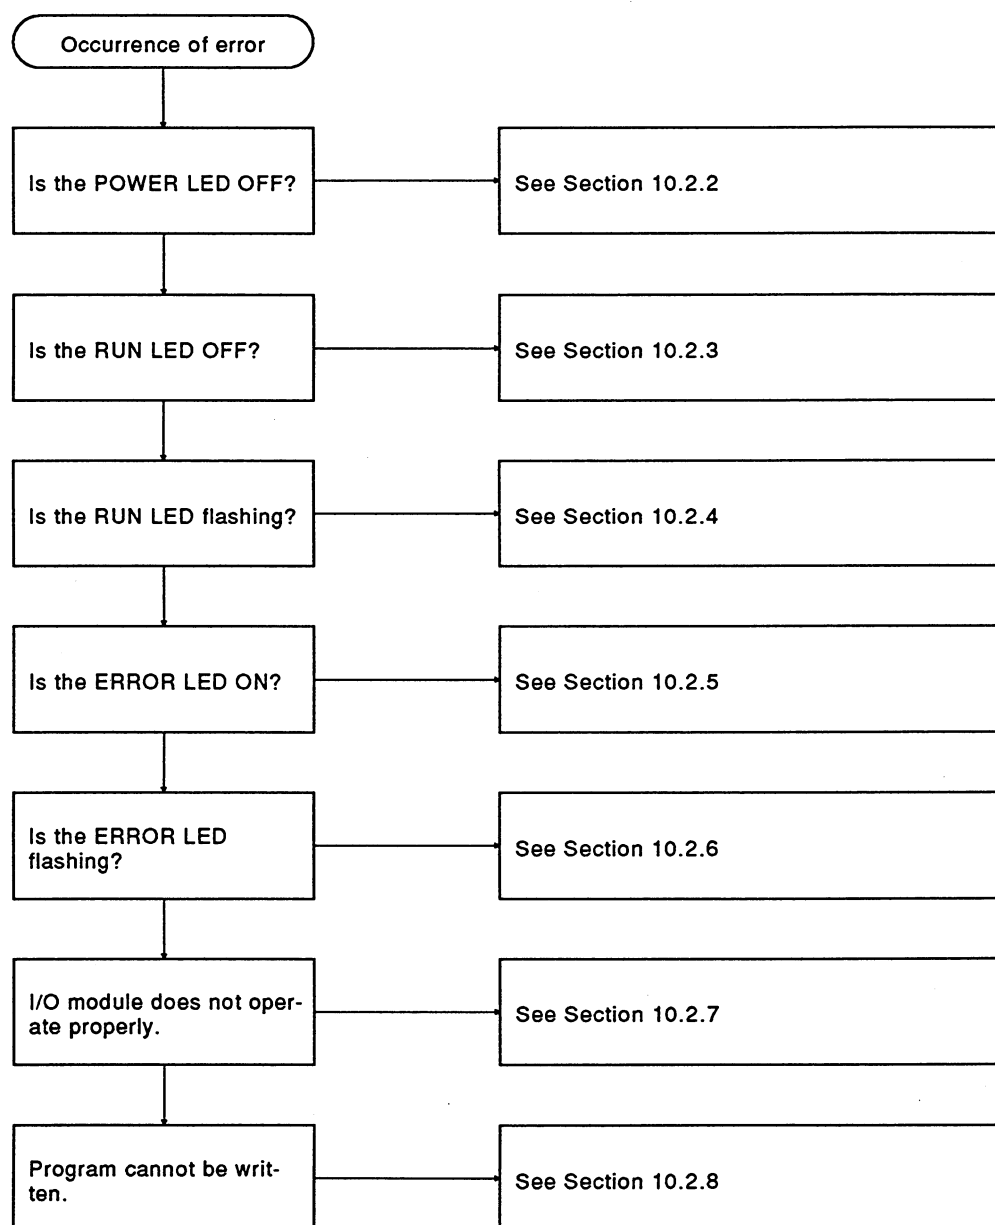 Occurrence of error
Is the POWER LED OFF?
See Section 10.2.2
Is the RUN LED OFF?
See Section 10.2.3
Is the RUN LED flashing?
See Section 10.2.4
Is the ERROR LED ON?
See Section 10.2.5
Is the ERROR LED
flashing?
See Section 10.2.6
I/O module does not oper-
ate properly.
See Section 10.2.7
Program cannot be writ-
ten.
See Section 10.2.8